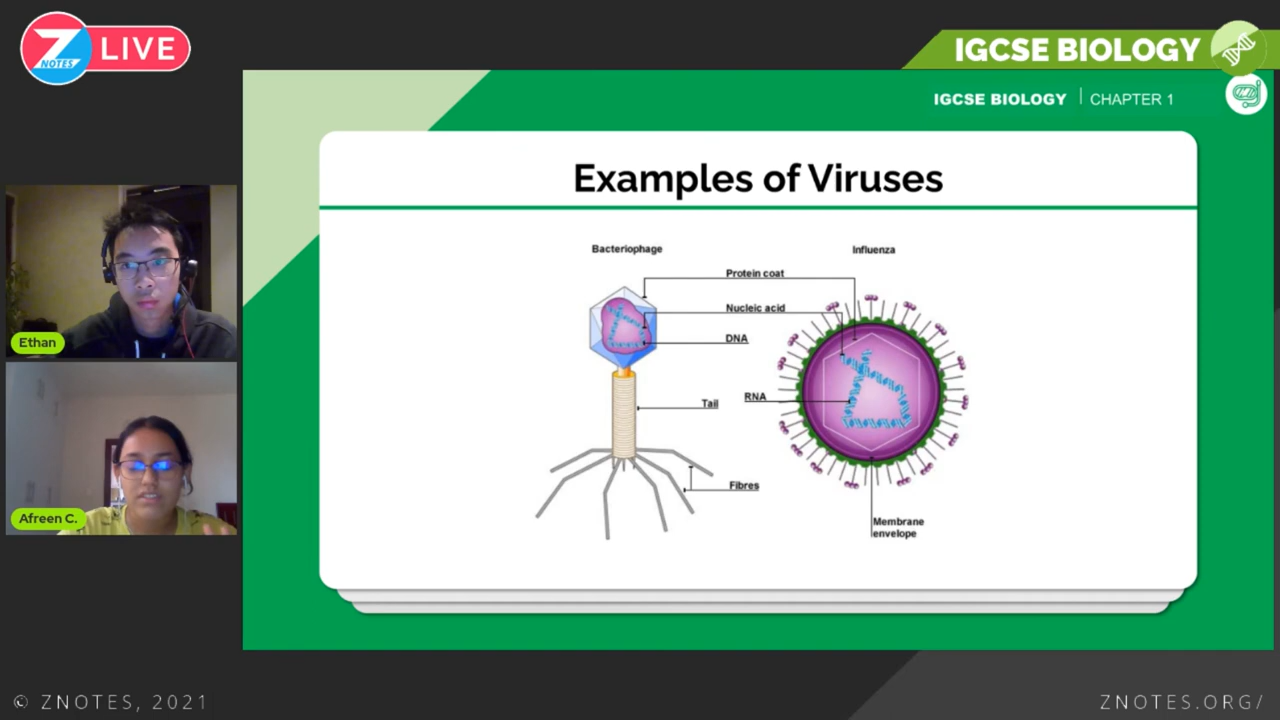 Z NOTES LIVE
IGCSE BIOLOGY
IGCSE BIOLOGY | CHAPTER 1
Examples of Viruses
Bacteriophage
Influenza
Protein coat
Nucleic acid
DNA
RNA
Tail
Fibres
Membrane
envelope
Ethan
Afreen C.
© ZNOTES, 2021
ZNOTES.ORG/